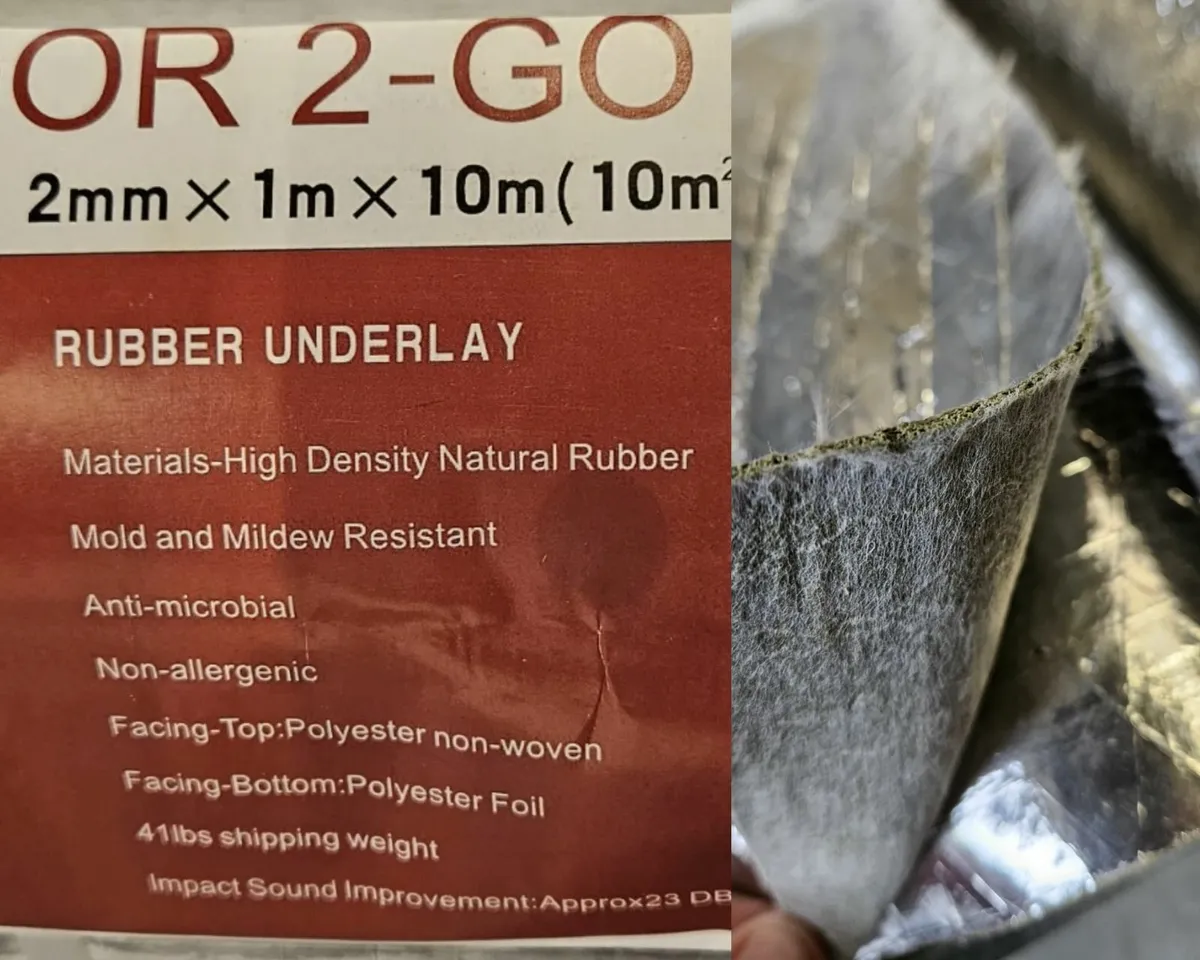 OR 2-GO
2mm×1m×10m(10m²
RUBBER UNDERLAY
Materials-High Density Natural Rubber
Mold and Mildew Resistant
Anti-microbial
Non-allergenic
Facing-Top:Polyester non-woven
Facing-Bottom:Polyester Foil
41lbs shipping weight
Impact Sound Improvement:Approx23 DB